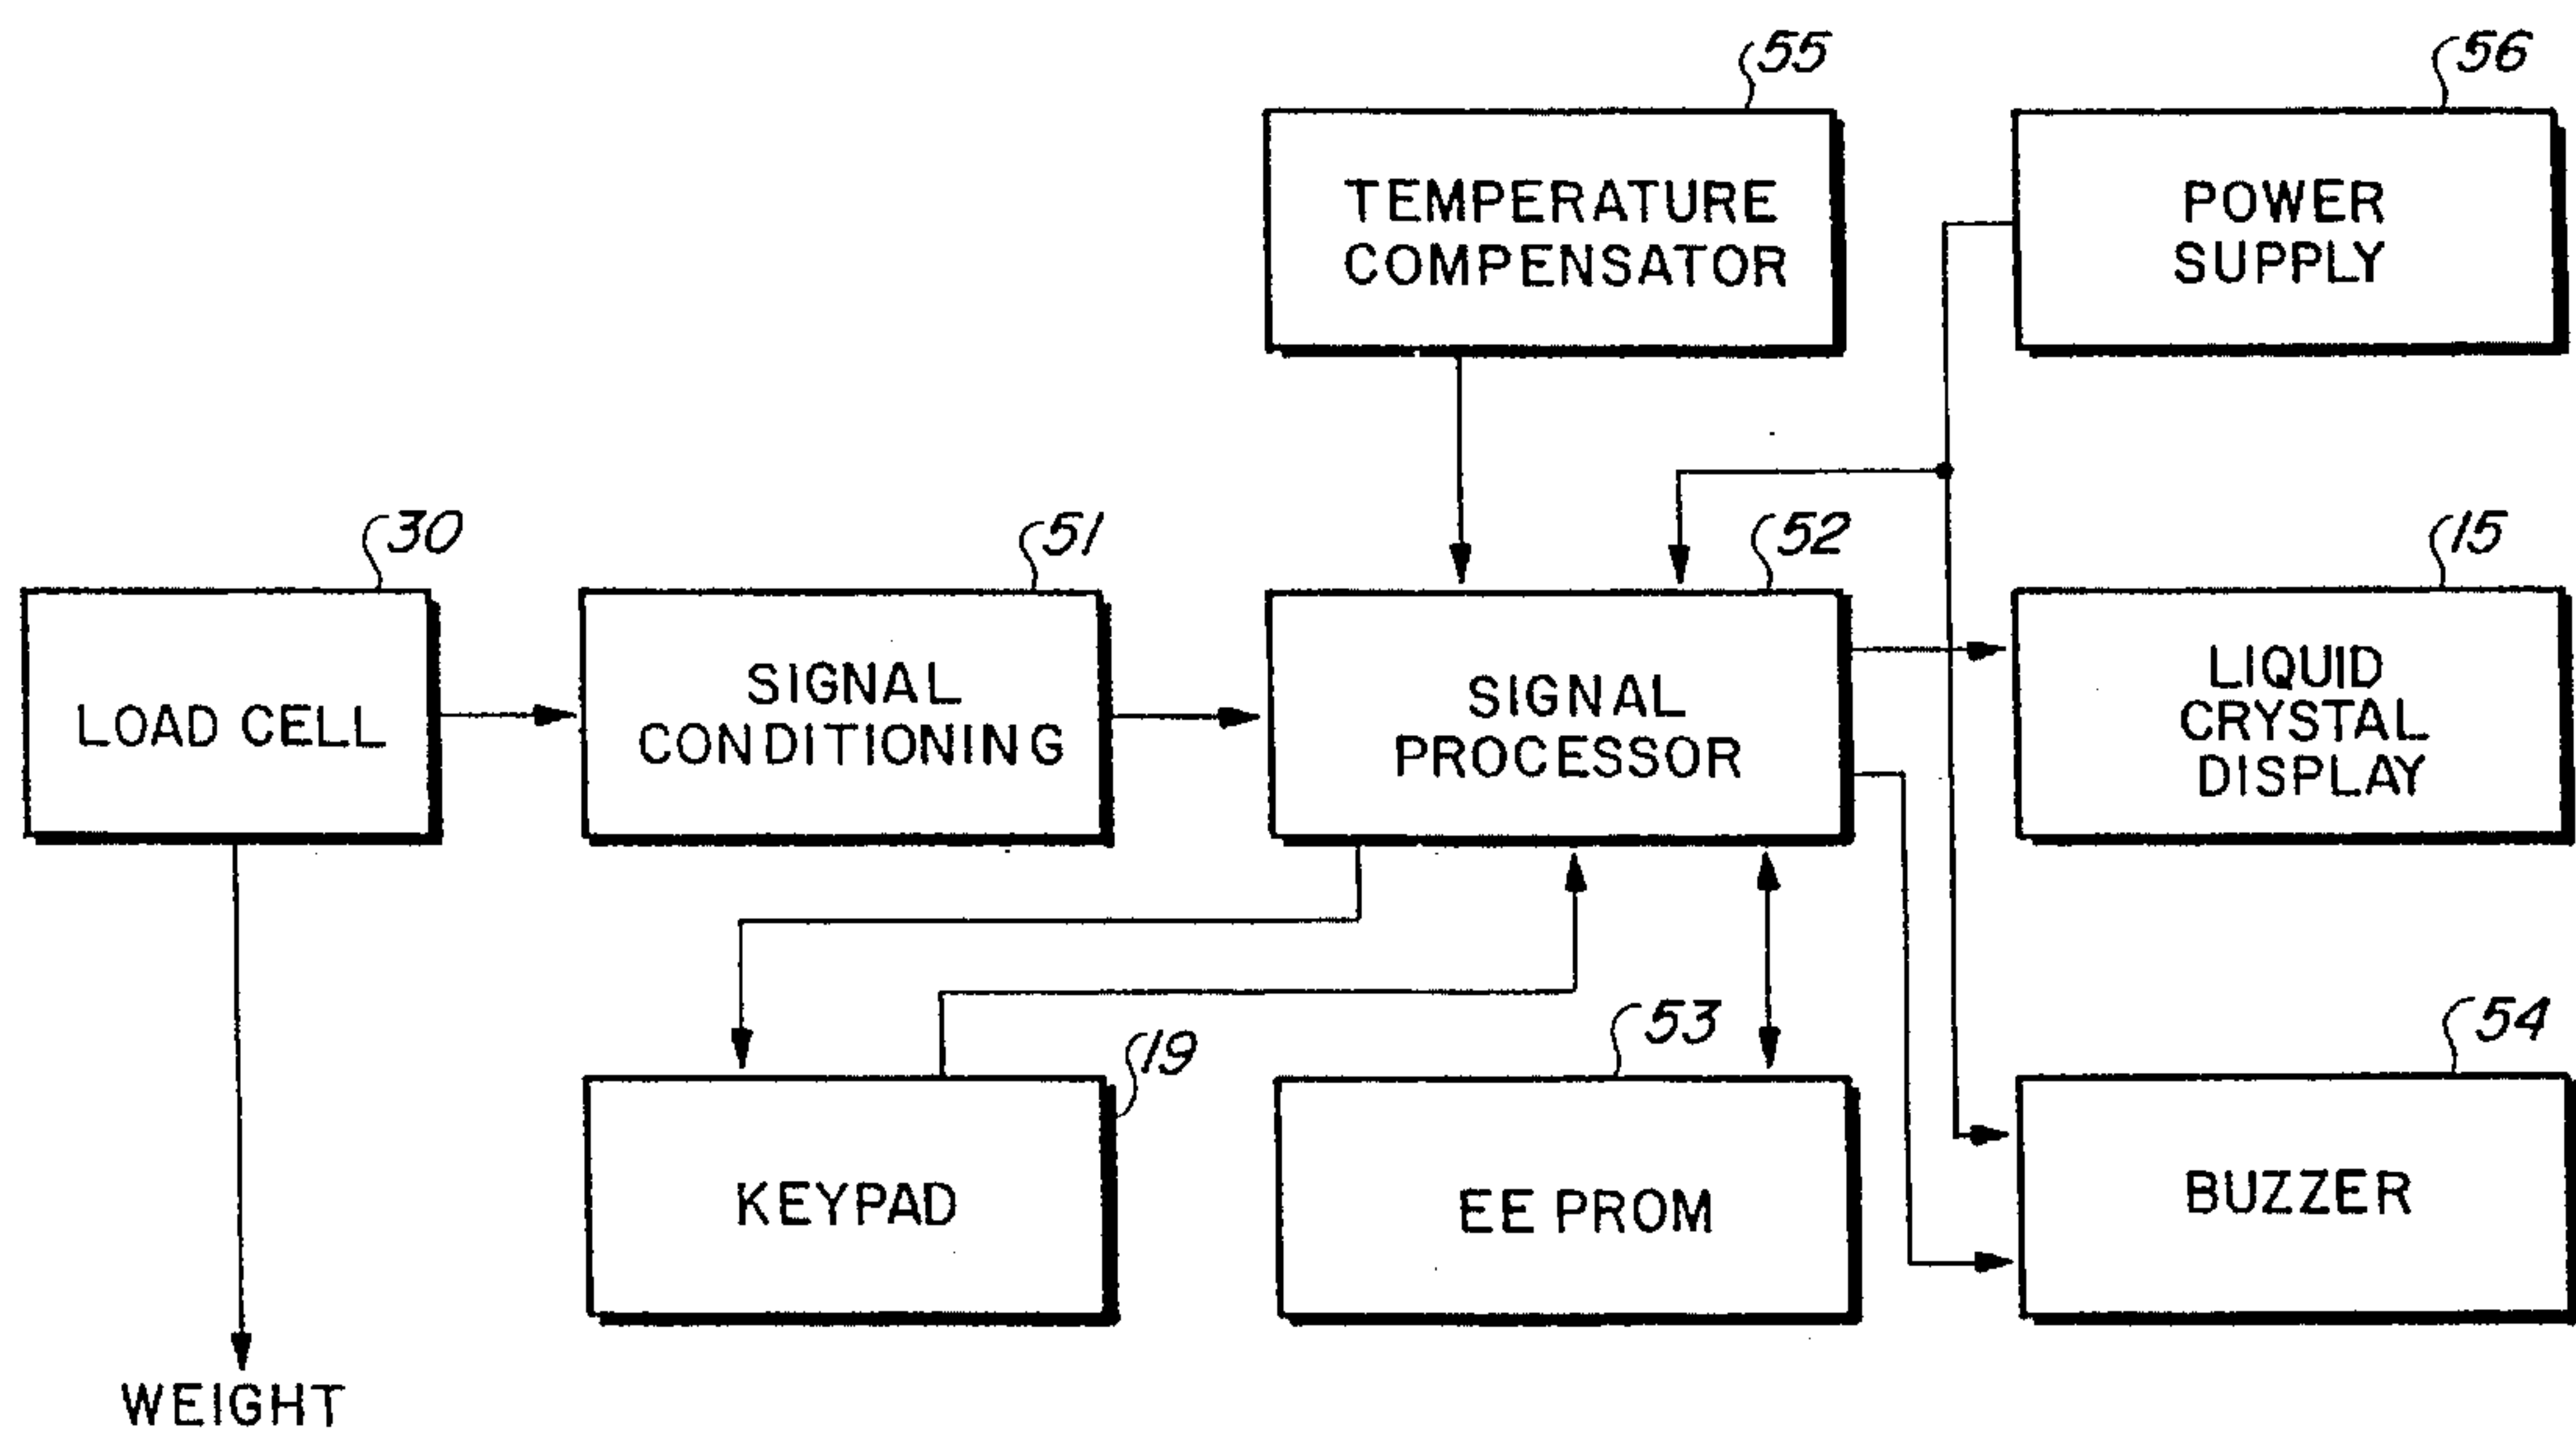 55
56
TEMPERATURE
COMPENSATOR
POWER
SUPPLY
30
51
52
15
LOAD CELL
SIGNAL
CONDITIONING
SIGNAL
PROCESSOR
LIQUID
CRYSTAL
DISPLAY
19
53
54
KEYPAD
EE PROM
BUZZER
WEIGHT